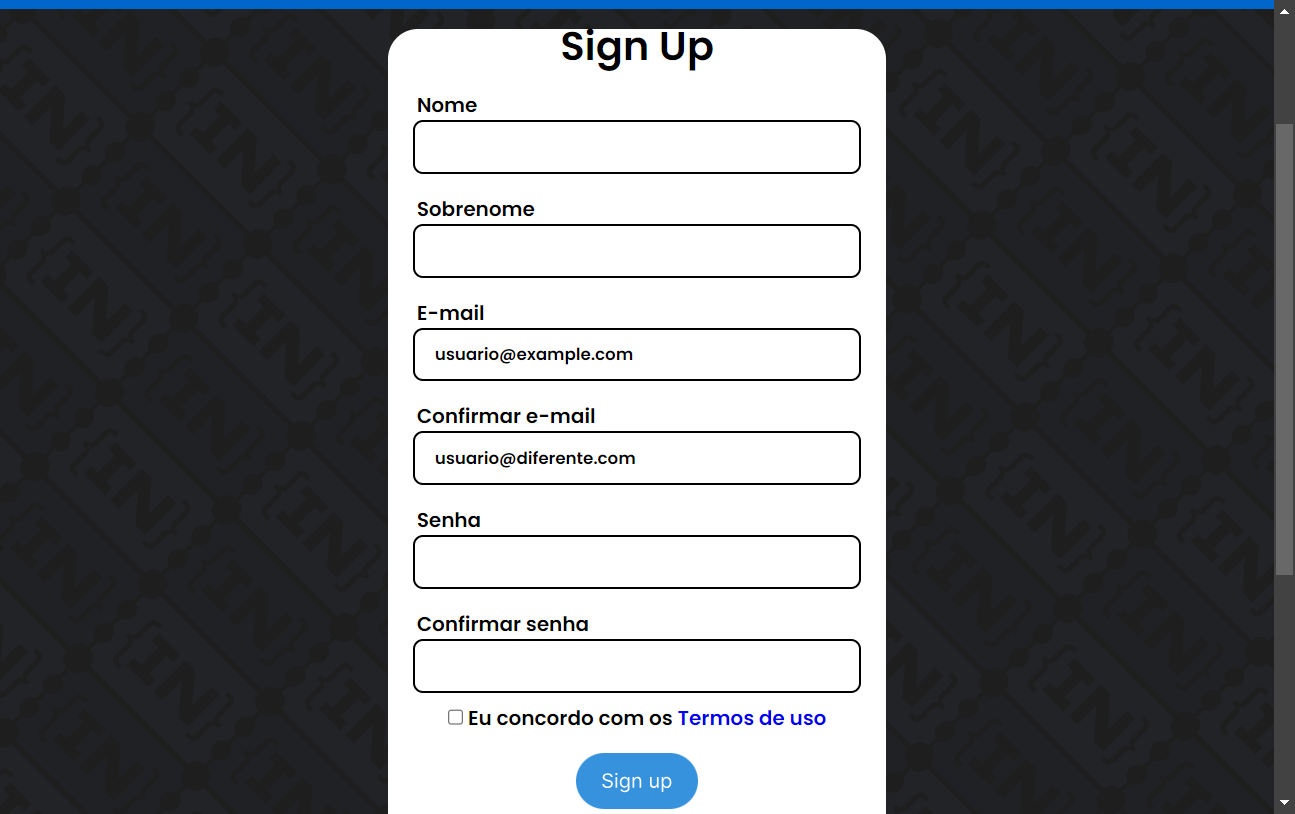 Sign Up
Nome
Sobrenome
E-mail
usuario@example.com
Confirmar e-mail
usuario@diferente.com
Senha
Confirmar senha
Eu concordo com os Termos de uso
Sign up
{IN}